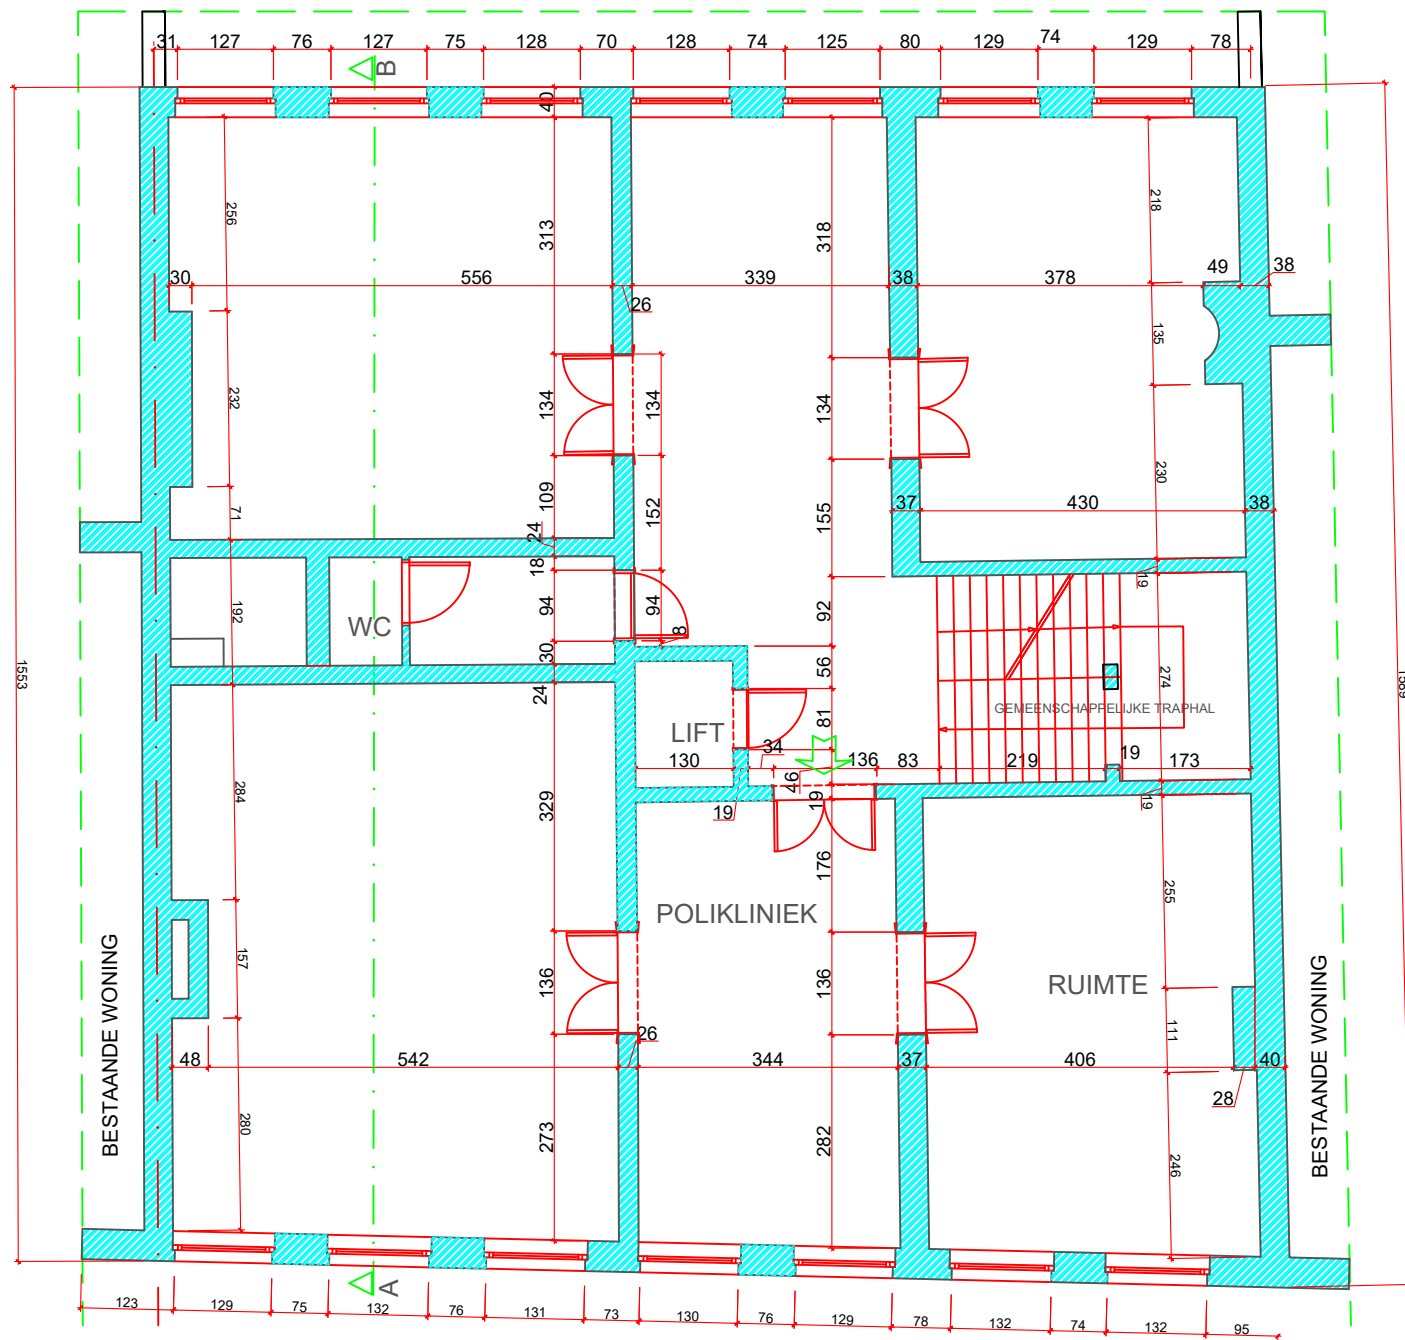 31 127 76 127 75 128 70 128 74 125 80 129 74 129 78
B
40
256 313 318 218
30 556 26 339 38 378 49 38
135
232 134 134 134
230
71 109 152 155 37 430 38
24
18
192 94 94 92 19
WC
8
30 56 274
1553
24
LIFT 81 GEMEENSCHAPPELIJKE TRAPHAL
1589
130 34 136 83 219 19 173
46
284 329 19 19 19
176 255
POLIKLINIEK
BESTAANDE WONING
157 136 136 RUIMTE
BESTAANDE WONING
26 111
48 542 344 37 406 40
28
280 273 282 246
A
123 129 75 132 76 131 73 130 76 129 78 132 74 132 95